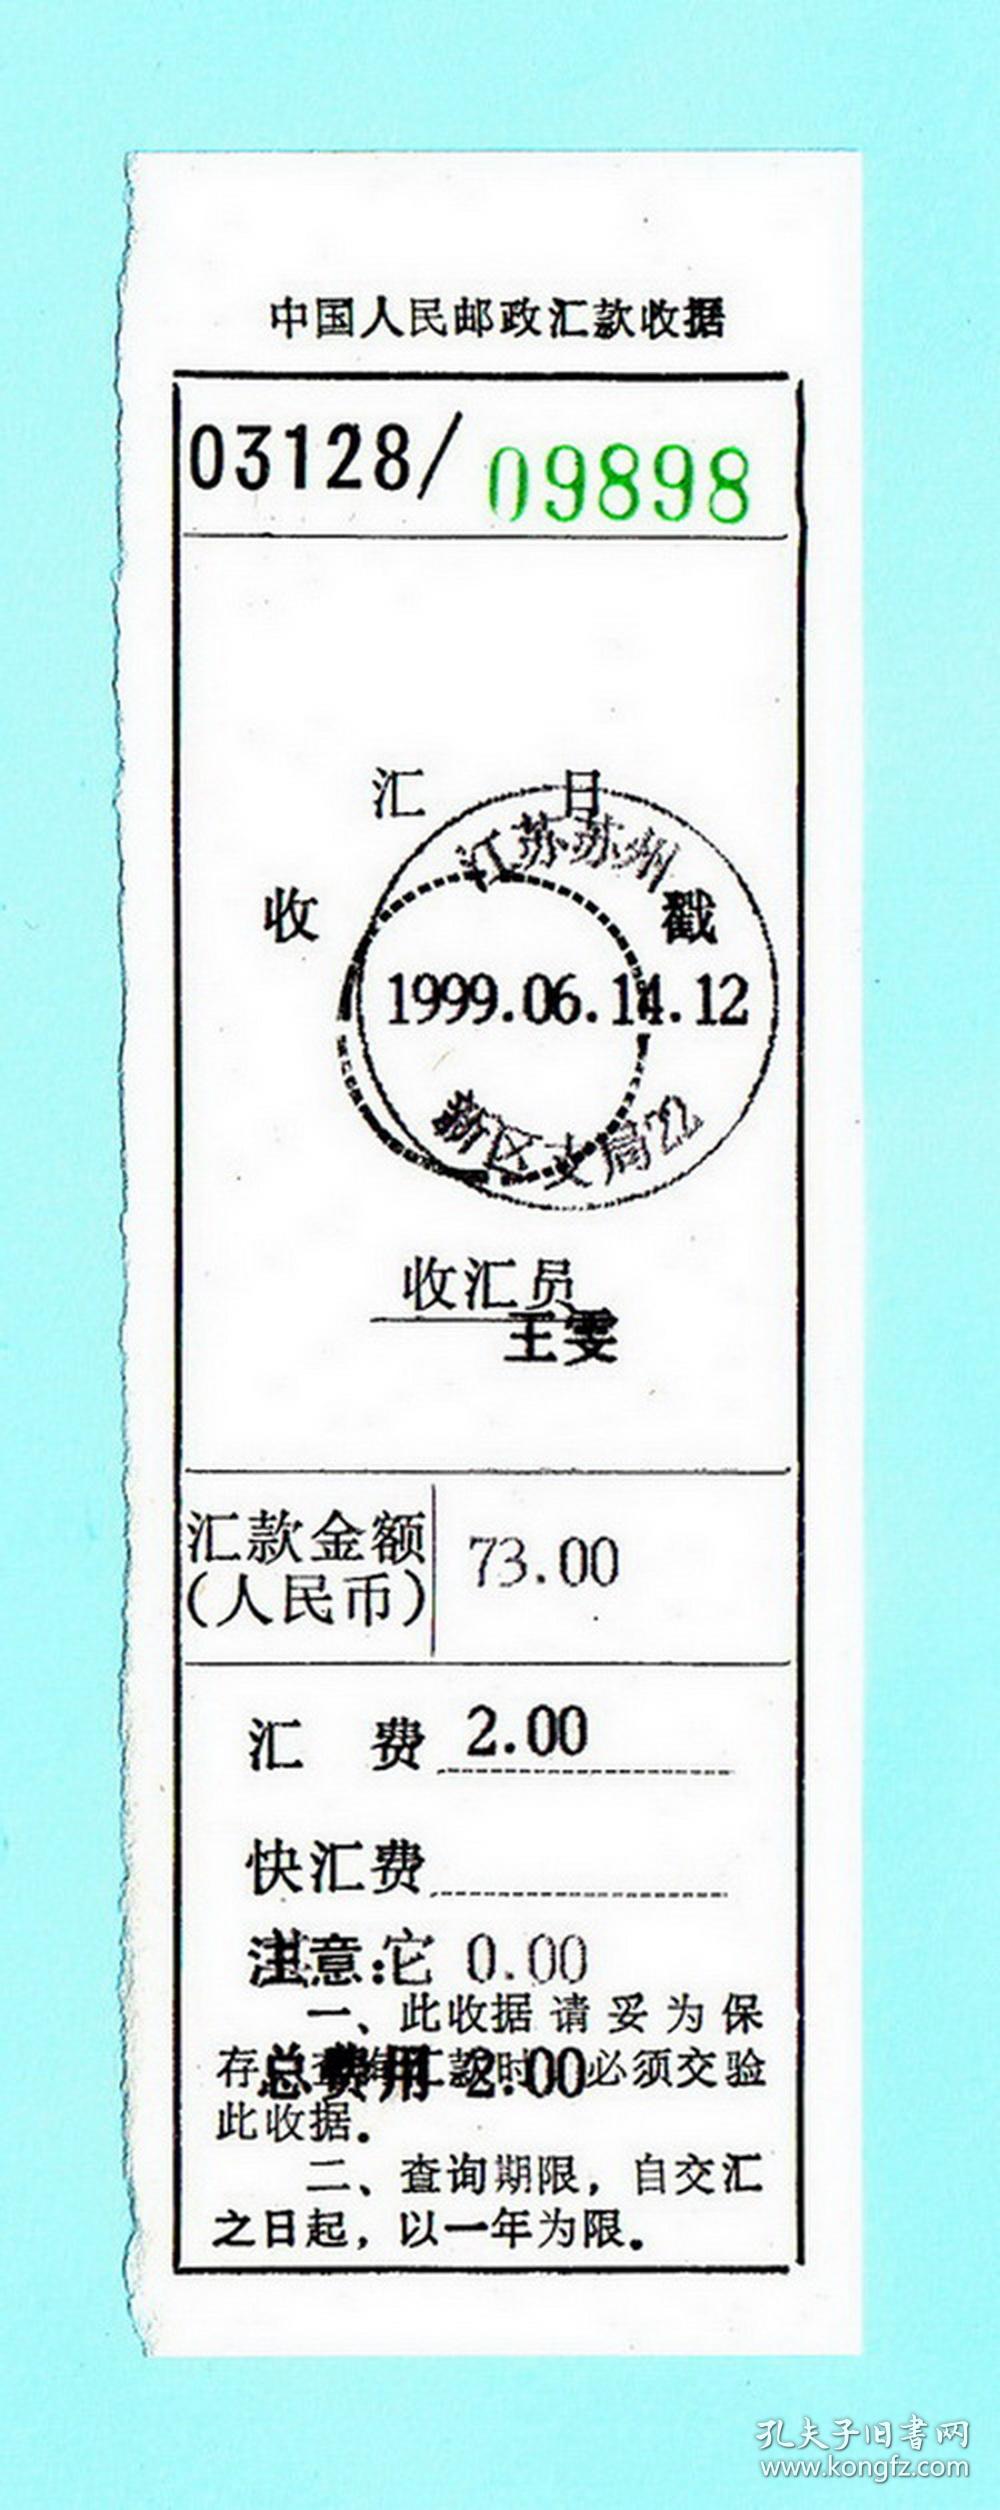 中国人民邮政汇款收据
03128/ 09898
汇 日
江苏苏州
收 戳
1999.06.14.12
新区支局22
收汇员
王雯
汇款金额 73.00
(人民币)
汇 费 2.00
快汇费
注意:它 0.00
一、此收据请妥为保
存 汇款时 必须交验
总费用 2.00
此收据。
二、查询期限，自交汇
之日起，以一年为限。
孔夫子旧书网
www.kongfz.com